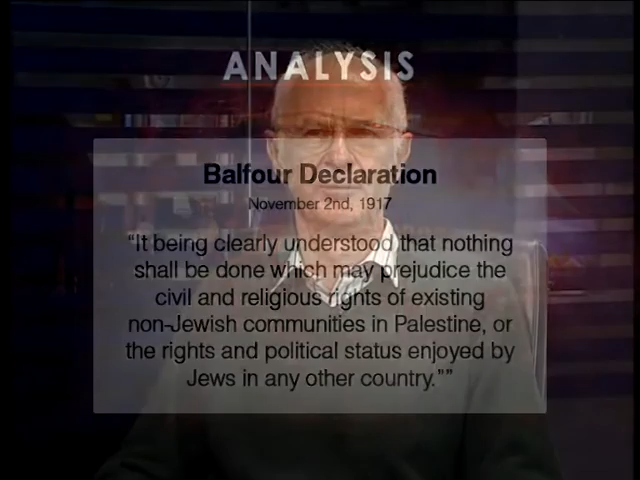 ANALYSIS
Balfour Declaration
November 2nd, 1917
“It being clearly understood that nothing
shall be done which may prejudice the
civil and religious rights of existing
non-Jewish communities in Palestine, or
the rights and political status enjoyed by
Jews in any other country.””